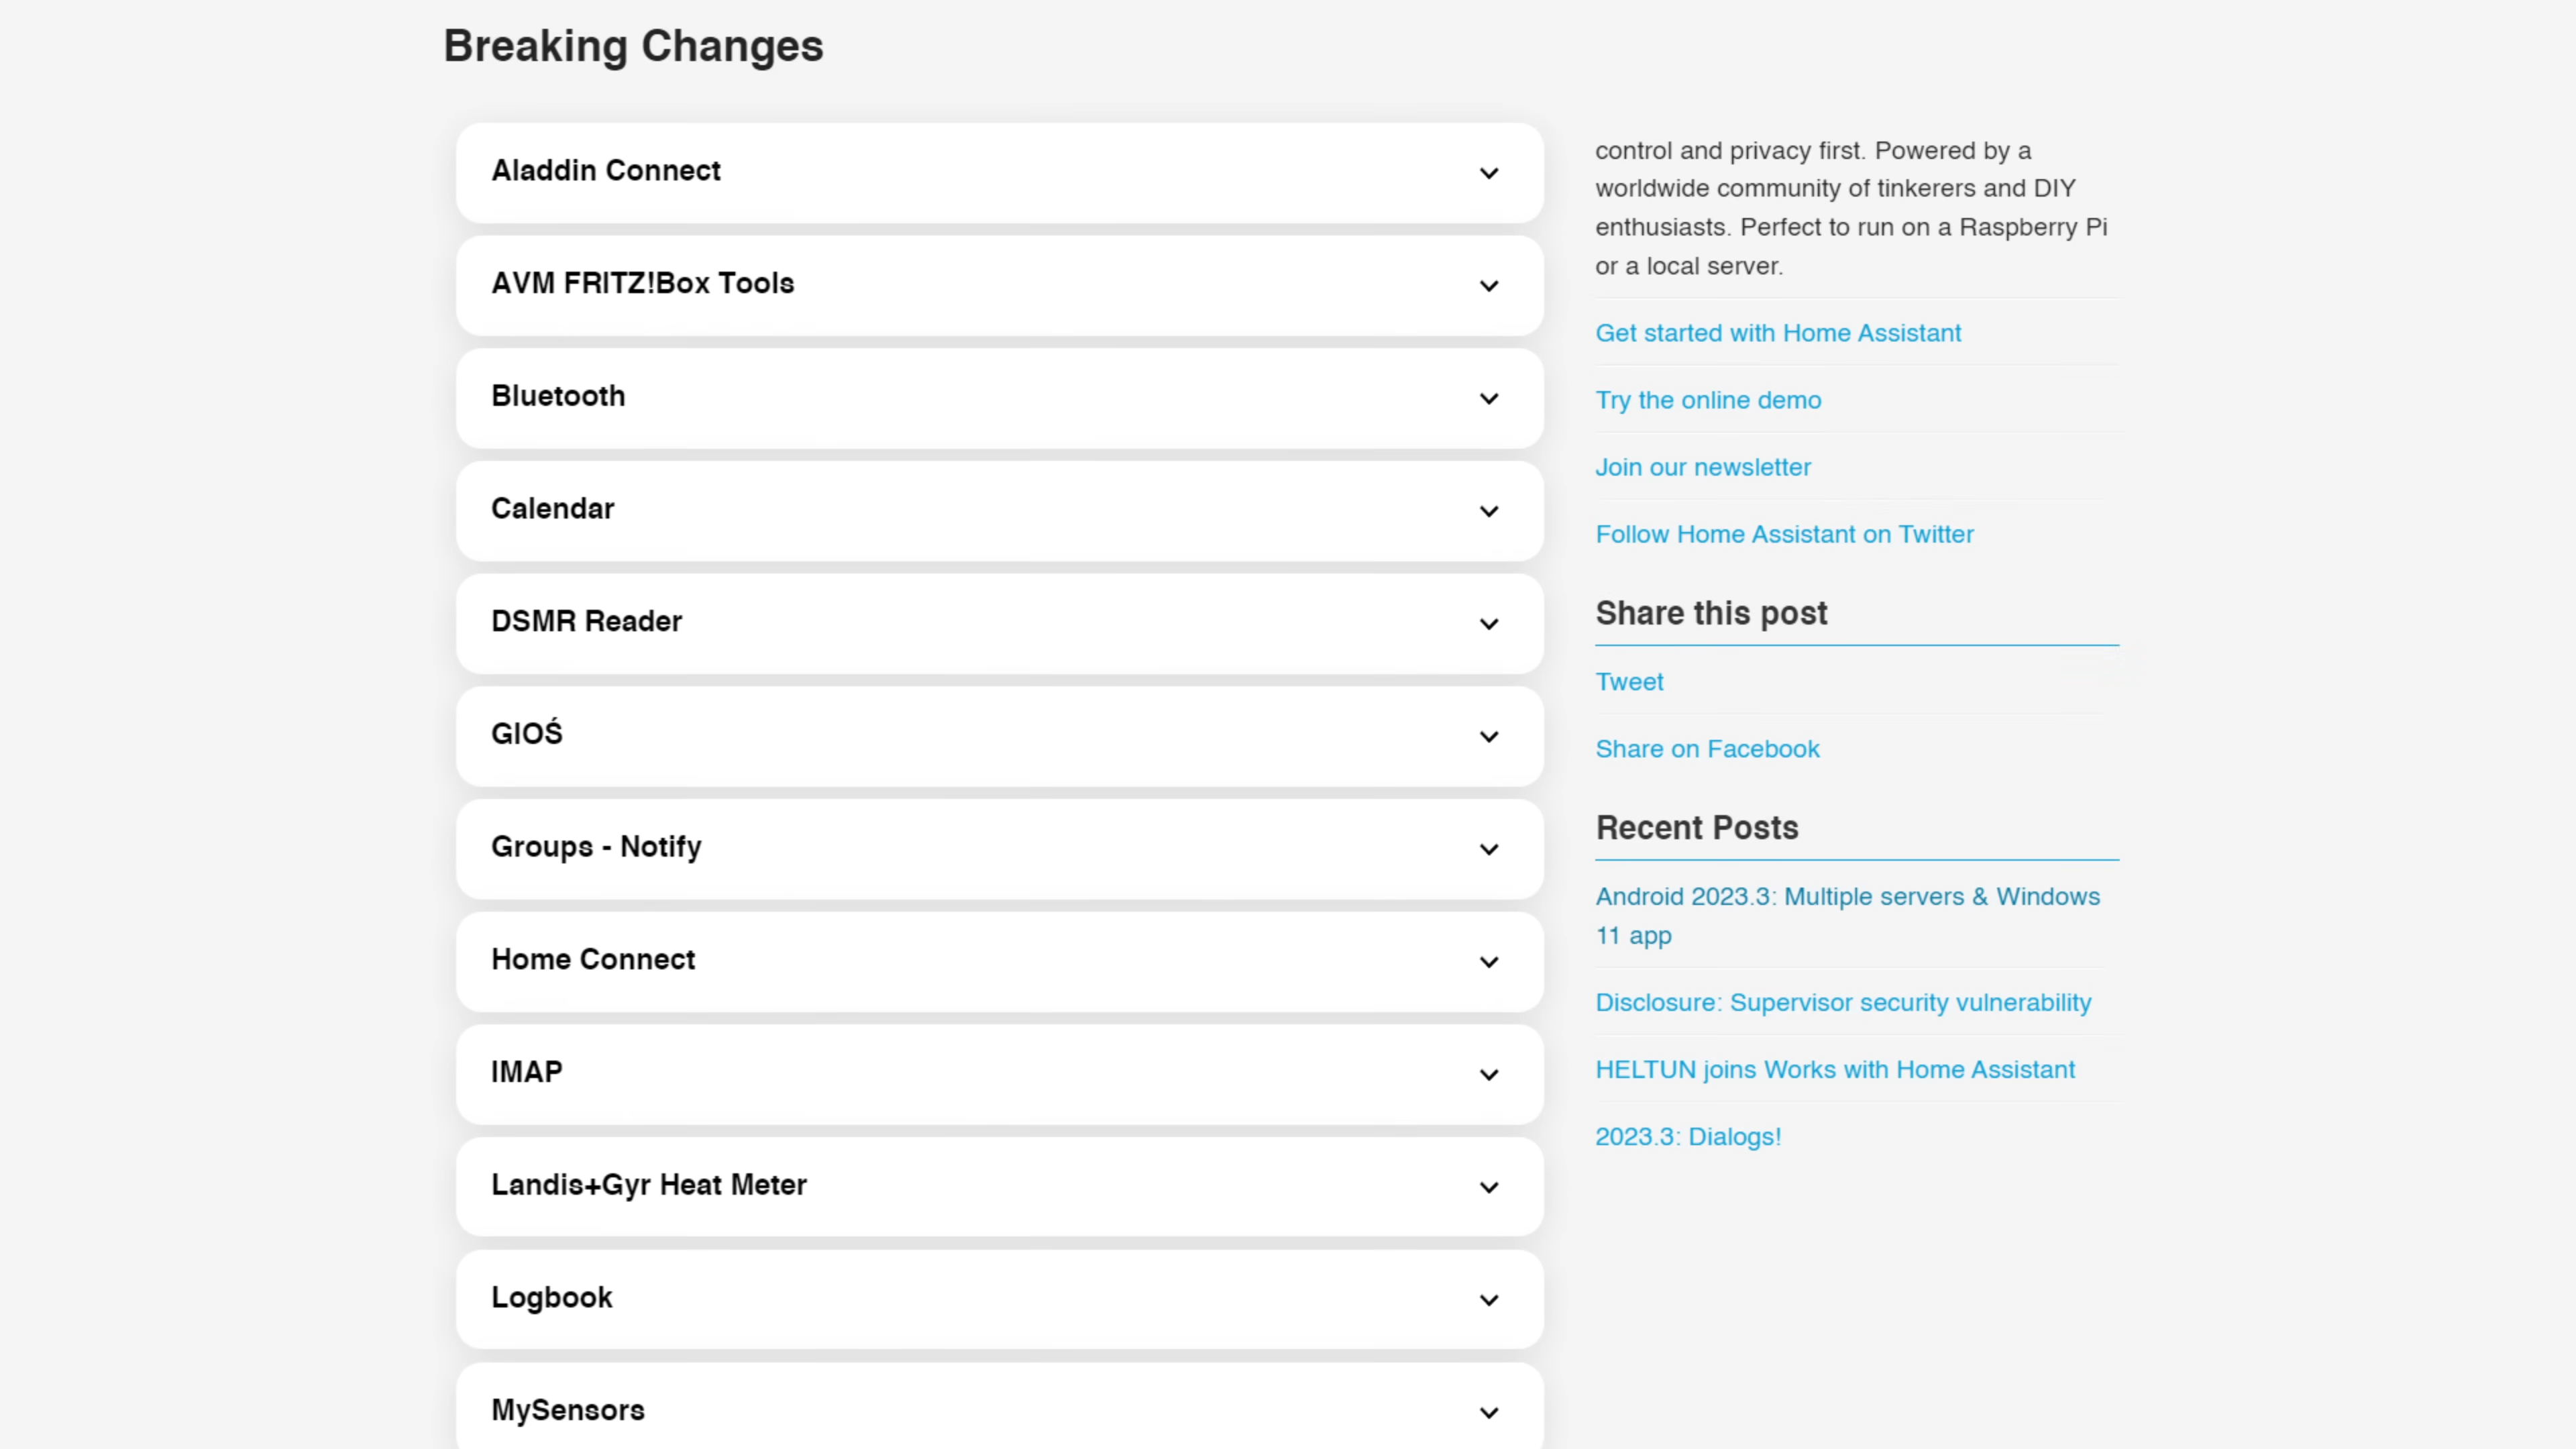 Breaking Changes
Aladdin Connect
AVM FRITZ!Box Tools
Bluetooth
Calendar
DSMR Reader
GIOŚ
Groups - Notify
Home Connect
IMAP
Landis+Gyr Heat Meter
Logbook
MySensors
control and privacy first. Powered by a
worldwide community of tinkerers and DIY
enthusiasts. Perfect to run on a Raspberry Pi
or a local server.
Get started with Home Assistant
Try the online demo
Join our newsletter
Follow Home Assistant on Twitter
Share this post
Tweet
Share on Facebook
Recent Posts
Android 2023.3: Multiple servers & Windows
11 app
Disclosure: Supervisor security vulnerability
HELTUN joins Works with Home Assistant
2023.3: Dialogs!